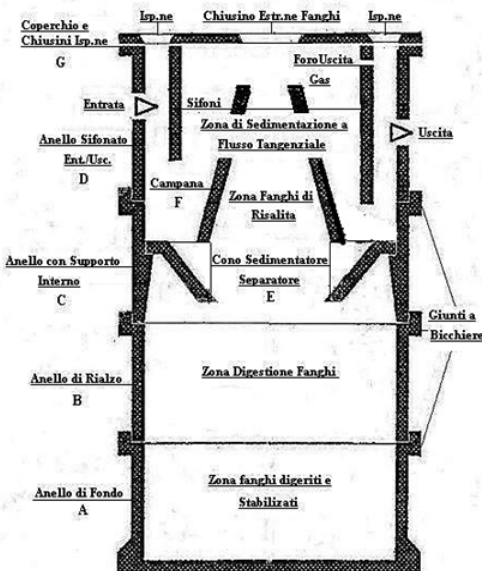 Isp.ne
Chiusino Estr.ne Fanghi
Isp.ne
Coperchio e
Chiusini Isp.ne
G
Foro Uscita
Gas
Entrata
Sifoni
Zona di Sedimentazione a
Flusso Tangenziale
Uscita
Anello Sifonato
Ent./Usc.
D
Campana
F
Zona Fanghi di
Risalita
Anello con Supporto
Interno
C
Cono Sedimentatore
Separatore
E
Giunti a
Bicchiere
Anello di Rialzo
B
Zona Digestione Fanghi
Anello di Fondo
A
Zona fanghi digeriti e
Stabilizati